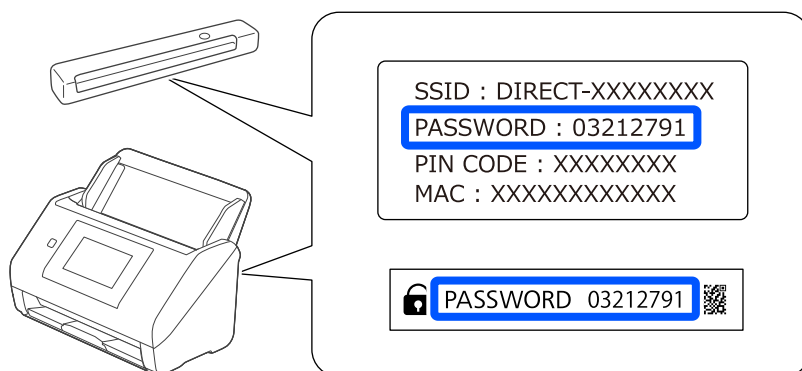 SSID : DIRECT-XXXXXXXX
PASSWORD : 03212791
PIN CODE : XXXXXXXX
MAC : XXXXXXXXXXXX
PASSWORD 03212791